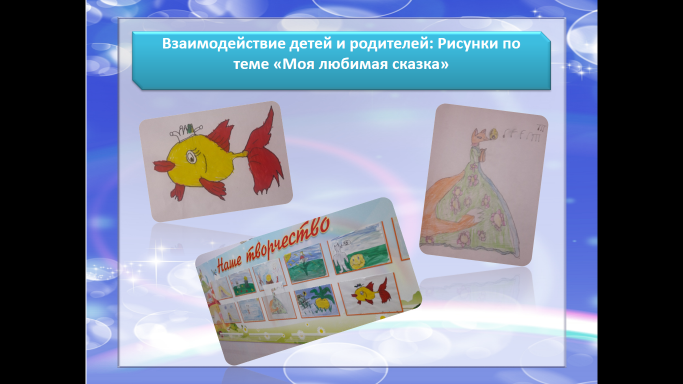 Взаимодействие детей и родителей: Рисунки по
теме «Моя любимая сказка»
Наше творчество